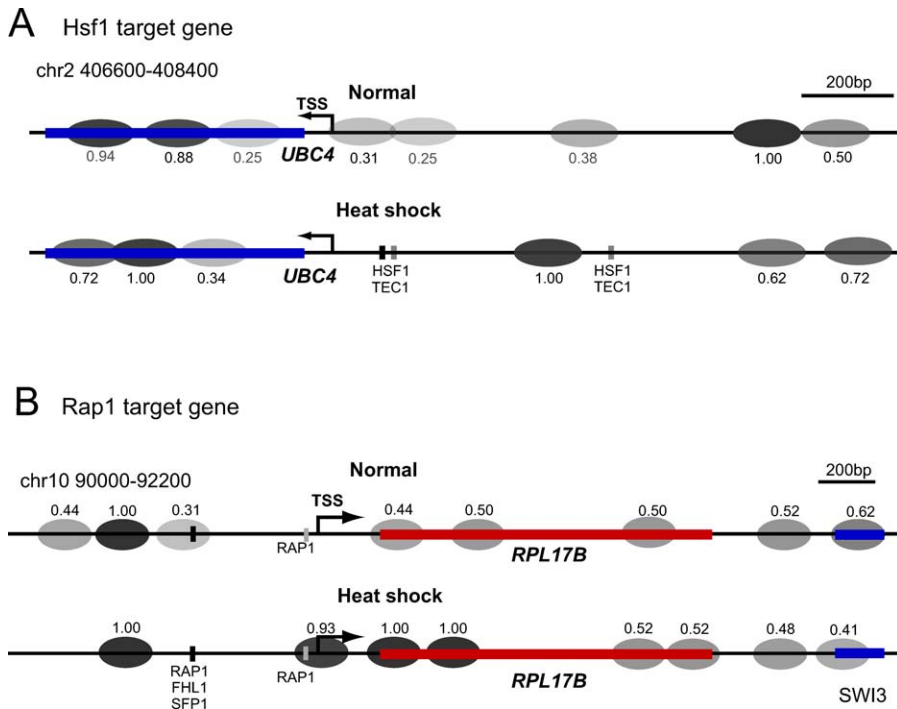 A Hsf1 target gene
chr2 406600-408400
Normal
200bp
TSS
0.94 0.88 0.25 UBC4 0.31 0.25 0.38 1.00 0.50
Heat shock
0.72 1.00 0.34 UBC4 HSF1 1.00 HSF1 0.62 0.72
TEC1 TEC1
B Rap1 target gene
chr10 90000-92200
Normal
200bp
0.44 1.00 0.31 TSS 0.44 0.50 0.50 0.52 0.62
RAP1 RPL17B
Heat shock
1.00 0.93 1.00 1.00 0.52 0.52 0.48 0.41
RAP1 RAP1 RPL17B
FHL1
SFP1 SWI3